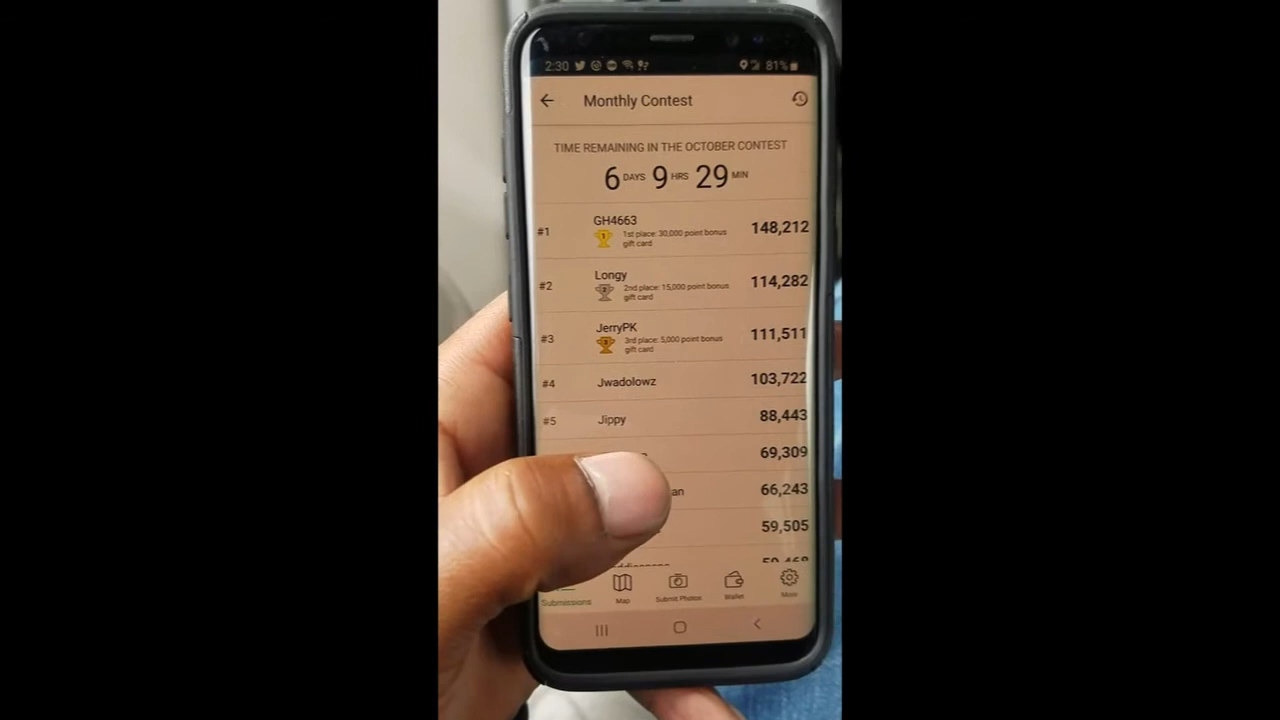 2:30 81%
Monthly Contest
TIME REMAINING IN THE OCTOBER CONTEST
6 DAYS 9 HRS 29 MIN
#1 GH4663 148,212
1st place: 30,000 point bonus
gift card
#2 Longy 114,282
2nd place: 15,000 point bonus
gift card
#3 JerryPK 111,511
3rd place: 5,000 point bonus
gift card
#4 Jwadolowz 103,722
#5 Jippy 88,443
69,309
66,243
59,505
Submissions Map Submit Photos Wallet More